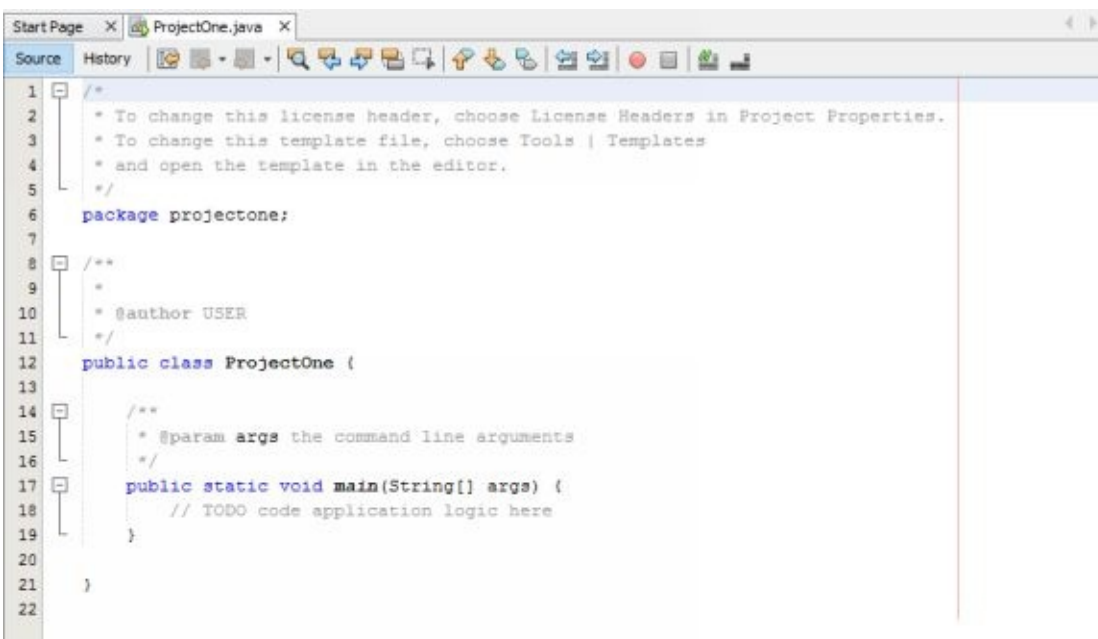 Start Page ProjectOne.java
Source History
1 /*
2 * To change this license header, choose License Headers in Project Properties.
3 * To change this template file, choose Tools | Templates
4 * and open the template in the editor.
5 */
6 package projectone;
7
8 /**
9 *
10 * @author USER
11 */
12 public class ProjectOne {
13
14 /**
15 * @param args the command line arguments
16 */
17 public static void main(String[] args) {
18 // TODO code application logic here
19 }
20
21 }
22